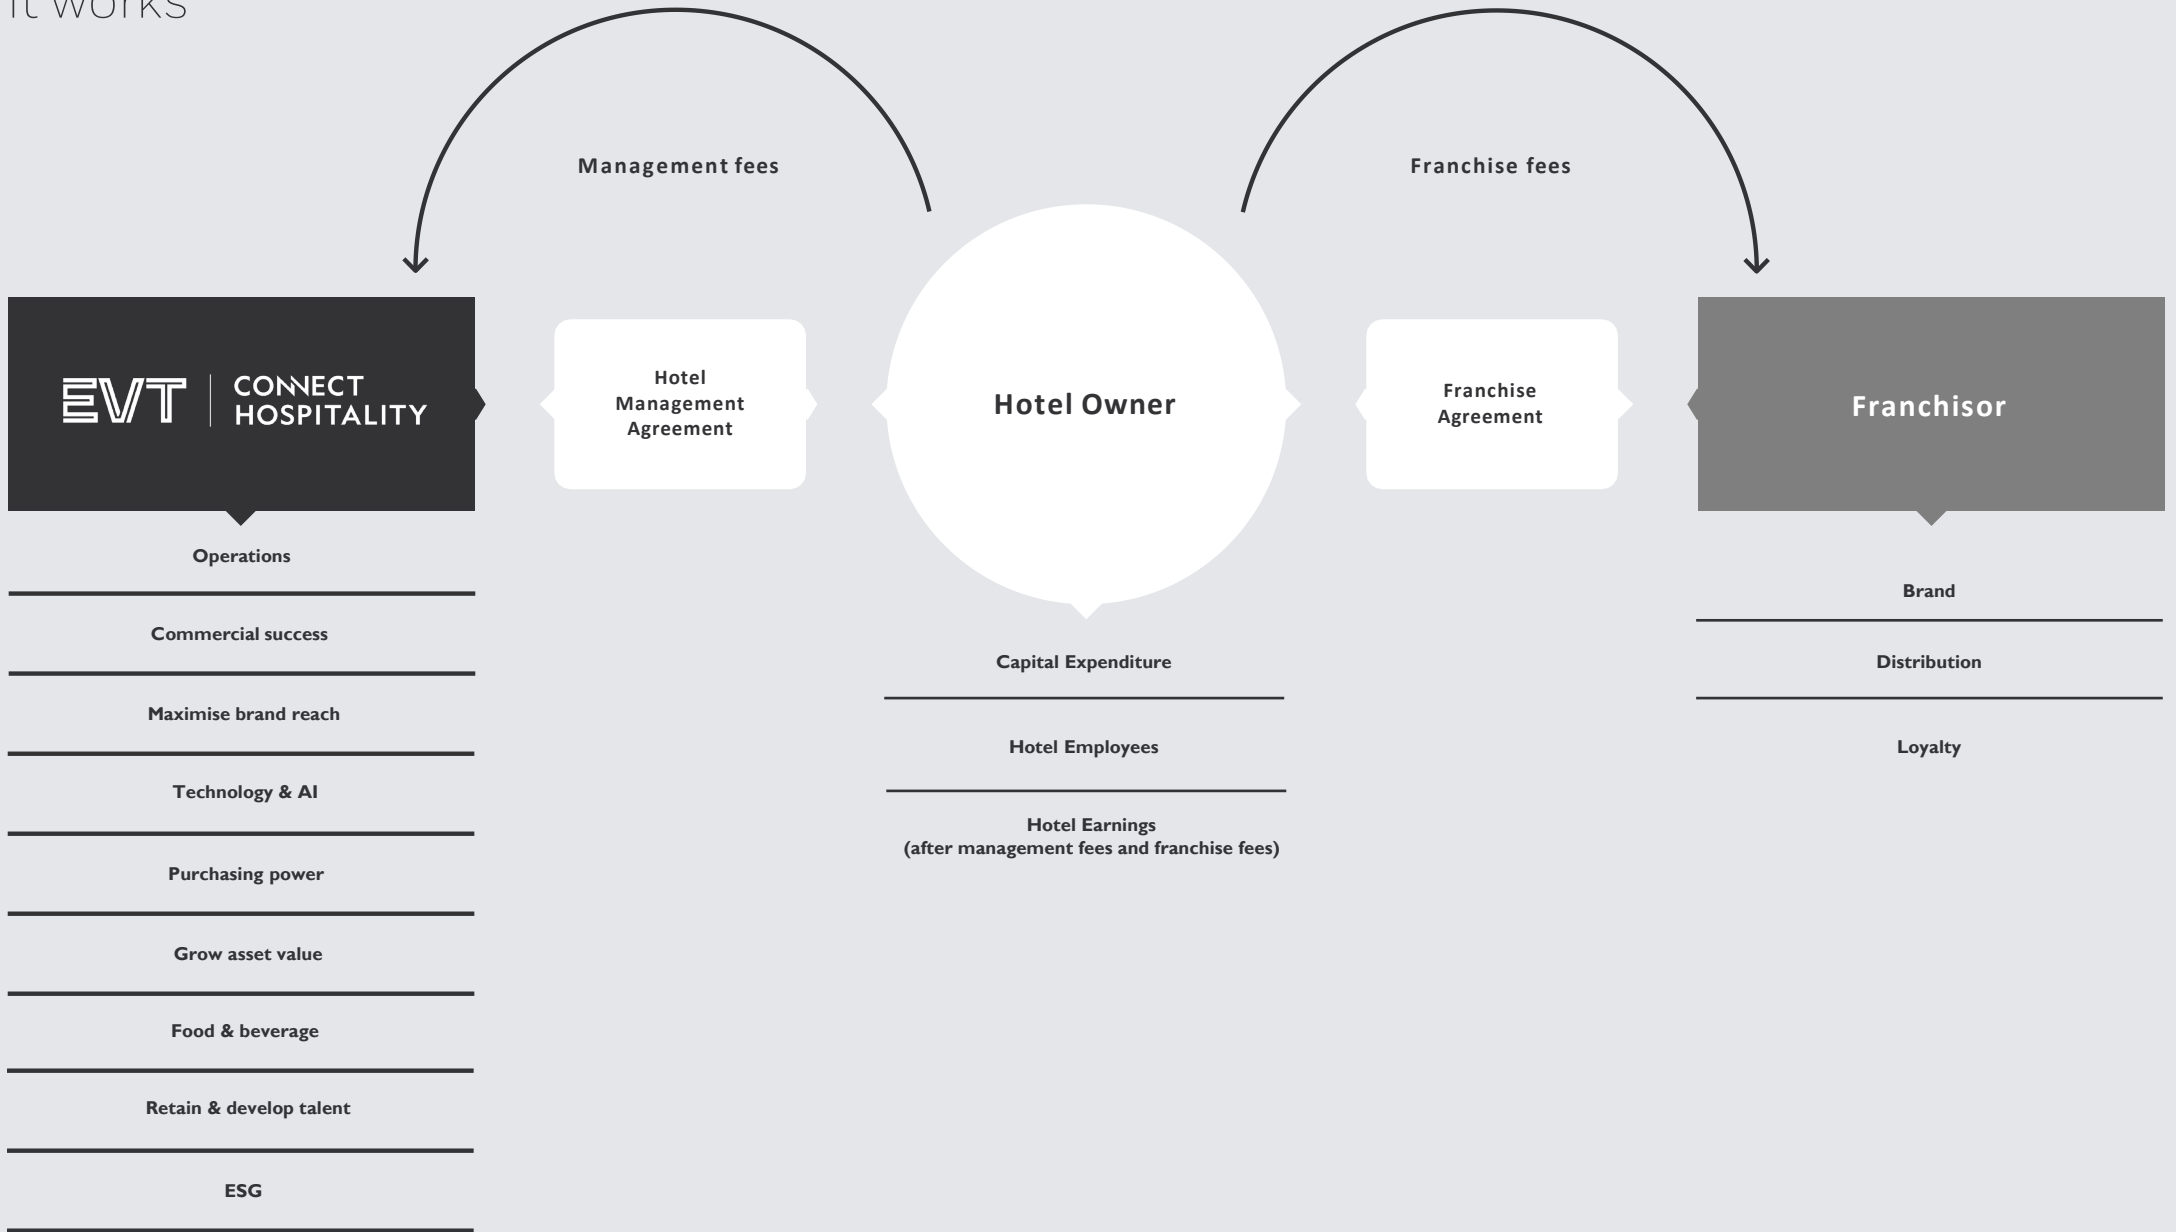 it works
Management fees
Franchise fees
EVT
CONNECT
HOSPITALITY
Hotel
Management
Agreement
Hotel Owner
Franchise
Agreement
Franchisor
Operations
Commercial success
Maximise brand reach
Technology & AI
Purchasing power
Grow asset value
Food & beverage
Retain & develop talent
ESG
Capital Expenditure
Hotel Employees
Hotel Earnings
(after management fees and franchise fees)
Brand
Distribution
Loyalty